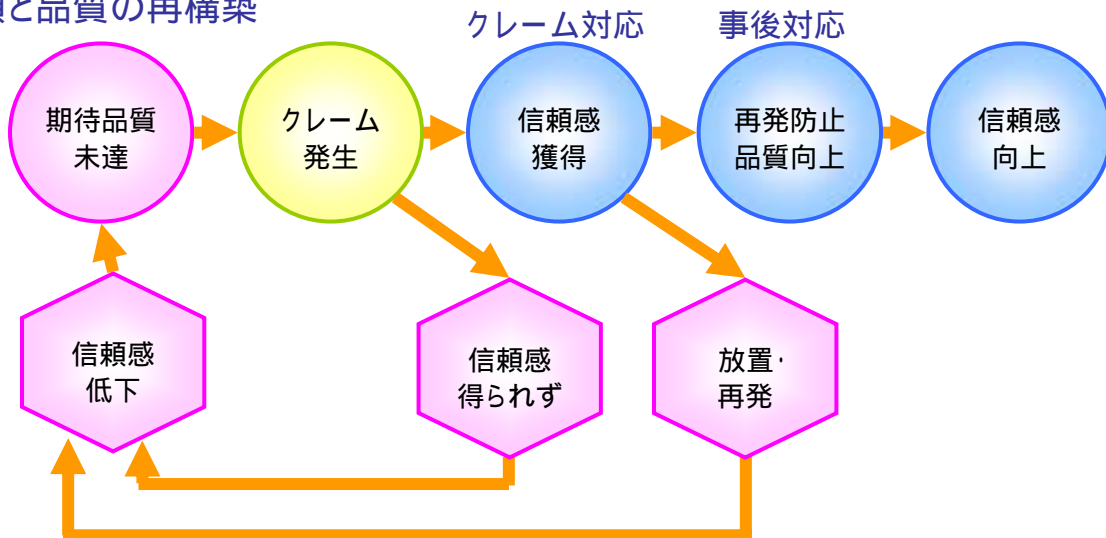 と品質の再構築
クレーム対応
事後対応
期待品質
未達
クレーム
発生
信頼感
獲得
再発防止
品質向上
信頼感
向上
信頼感
低下
信頼感
得られず
放置・
再発